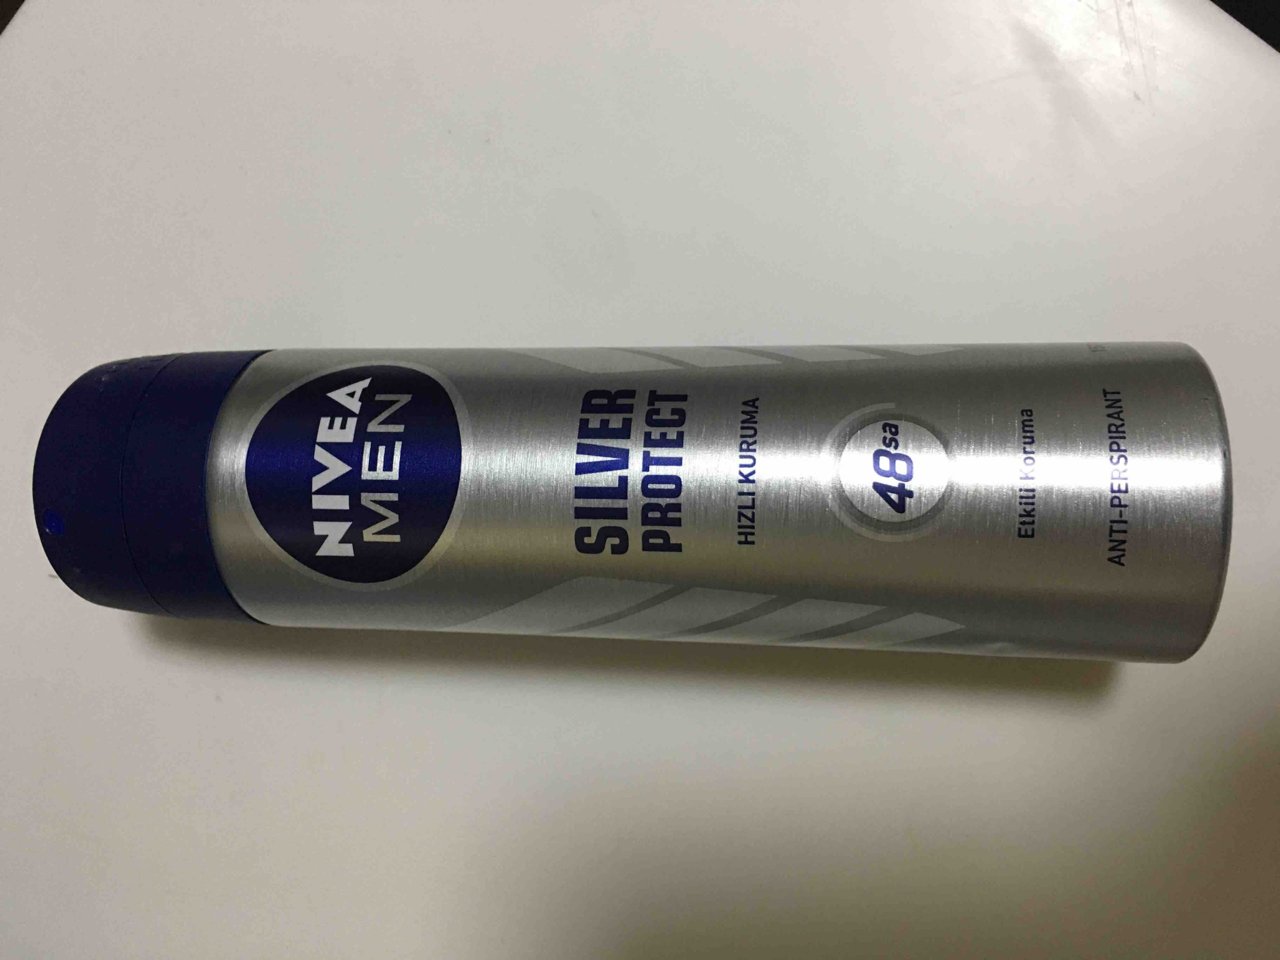 NIVEA
MEN
SILVER
PROTECT
HIZLI KURUMA
48sa
Etkili Koruma
ANTI-PERSPIRANT